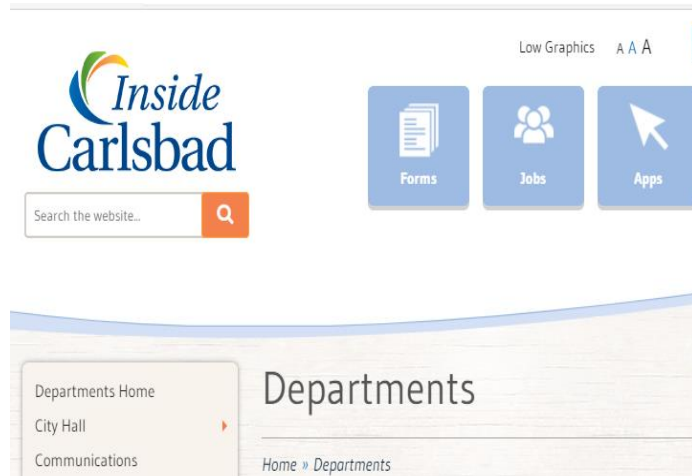 Low Graphics A A A
Inside
Carlsbad
Forms Jobs Apps
Search the website...
Departments Home
City Hall
Communications
Departments
Home » Departments